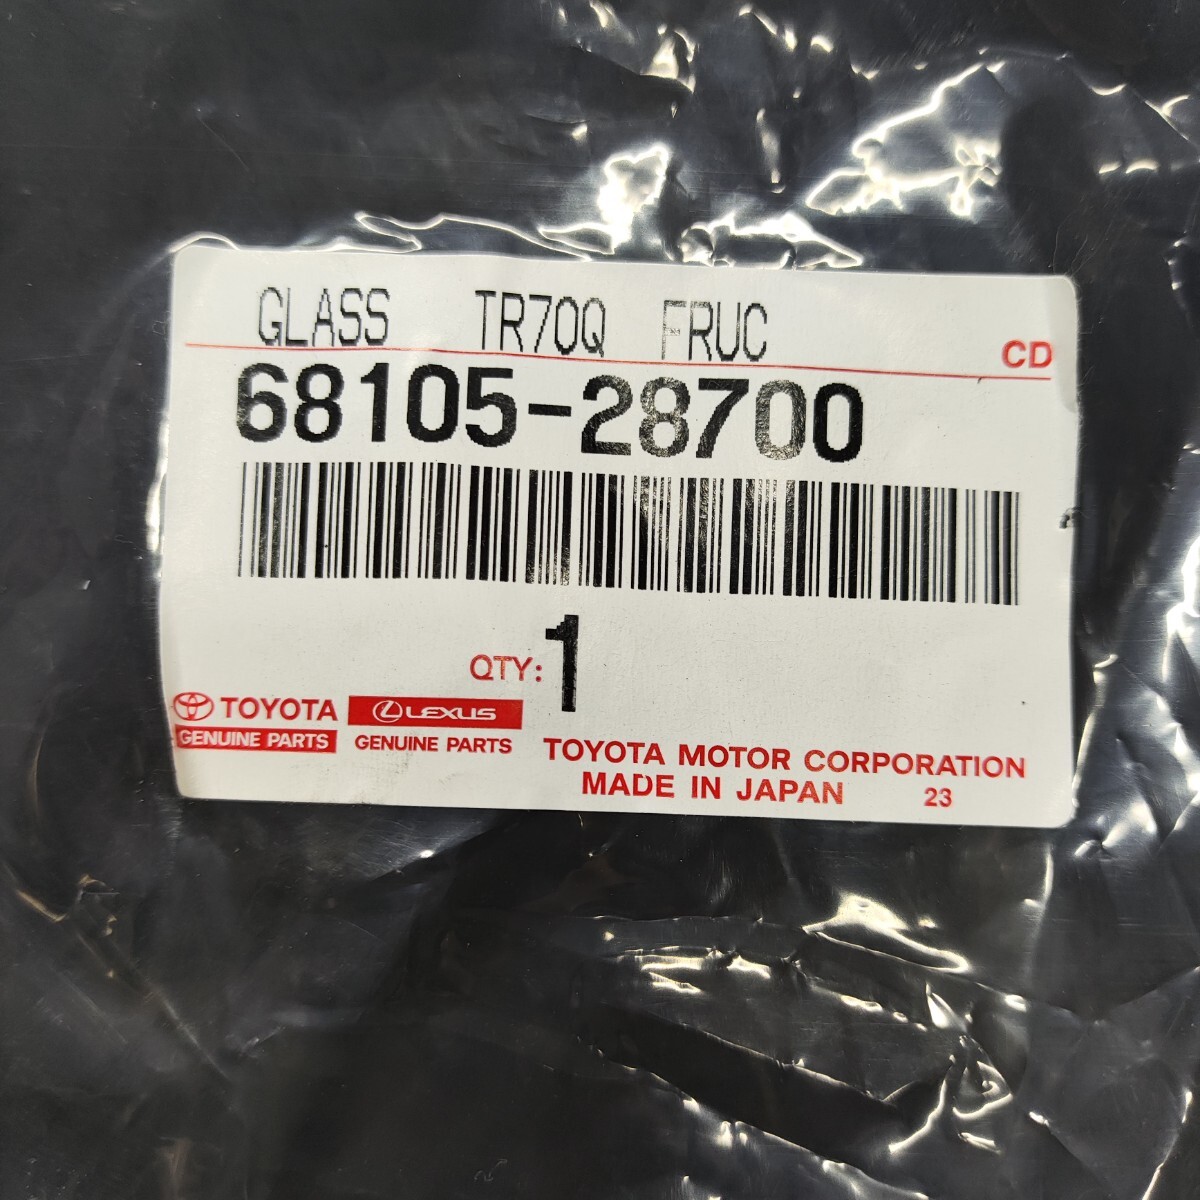 GLASS TR70Q FRUC
CD
68105-28700
QTY: 1
TOYOTA LEXUS
GENUINE PARTS GENUINE PARTS
TOYOTA MOTOR CORPORATION
MADE IN JAPAN 23